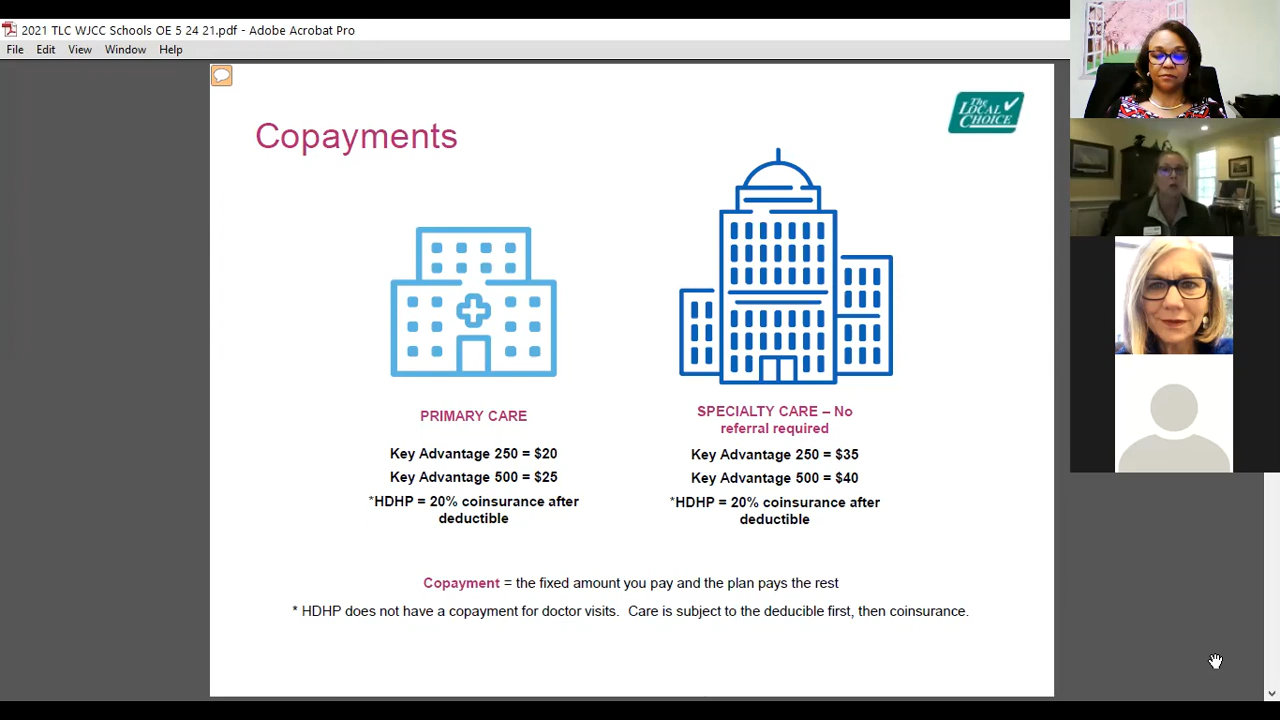 2021 TLC WJCC Schools OE 5 24 21.pdf - Adobe Acrobat Pro
File Edit View Window Help
The
LOCAL
CHOICE
Copayments
PRIMARY CARE
Key Advantage 250 = $20
Key Advantage 500 = $25
*HDHP = 20% coinsurance after
deductible
SPECIALTY CARE – No
referral required
Key Advantage 250 = $35
Key Advantage 500 = $40
*HDHP = 20% coinsurance after
deductible
Copayment = the fixed amount you pay and the plan pays the rest
* HDHP does not have a copayment for doctor visits. Care is subject to the deducible first, then coinsurance.